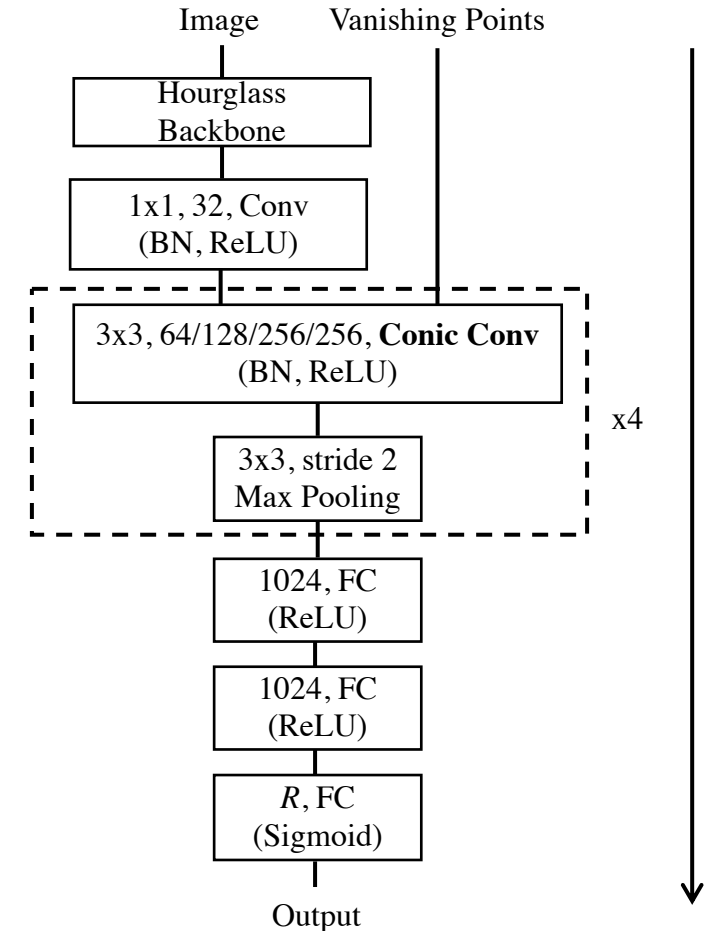 Image
Vanishing Points
Hourglass
Backbone
1x1, 32, Conv
(BN, ReLU)
3x3, 64/128/256/256, Conic Conv
(BN, ReLU)
x4
3x3, stride 2
Max Pooling
1024, FC
(ReLU)
1024, FC
(ReLU)
R, FC
(Sigmoid)
Output